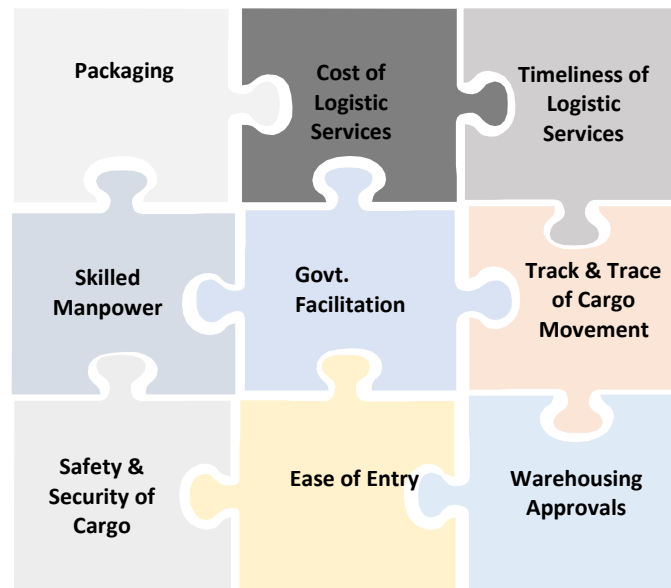 Packaging
Cost of
Logistic
Services
Timeliness of
Logistic
Services
Skilled
Manpower
Govt.
Facilitation
Track & Trace
of Cargo
Movement
Safety &
Security of
Cargo
Ease of Entry
Warehousing
Approvals